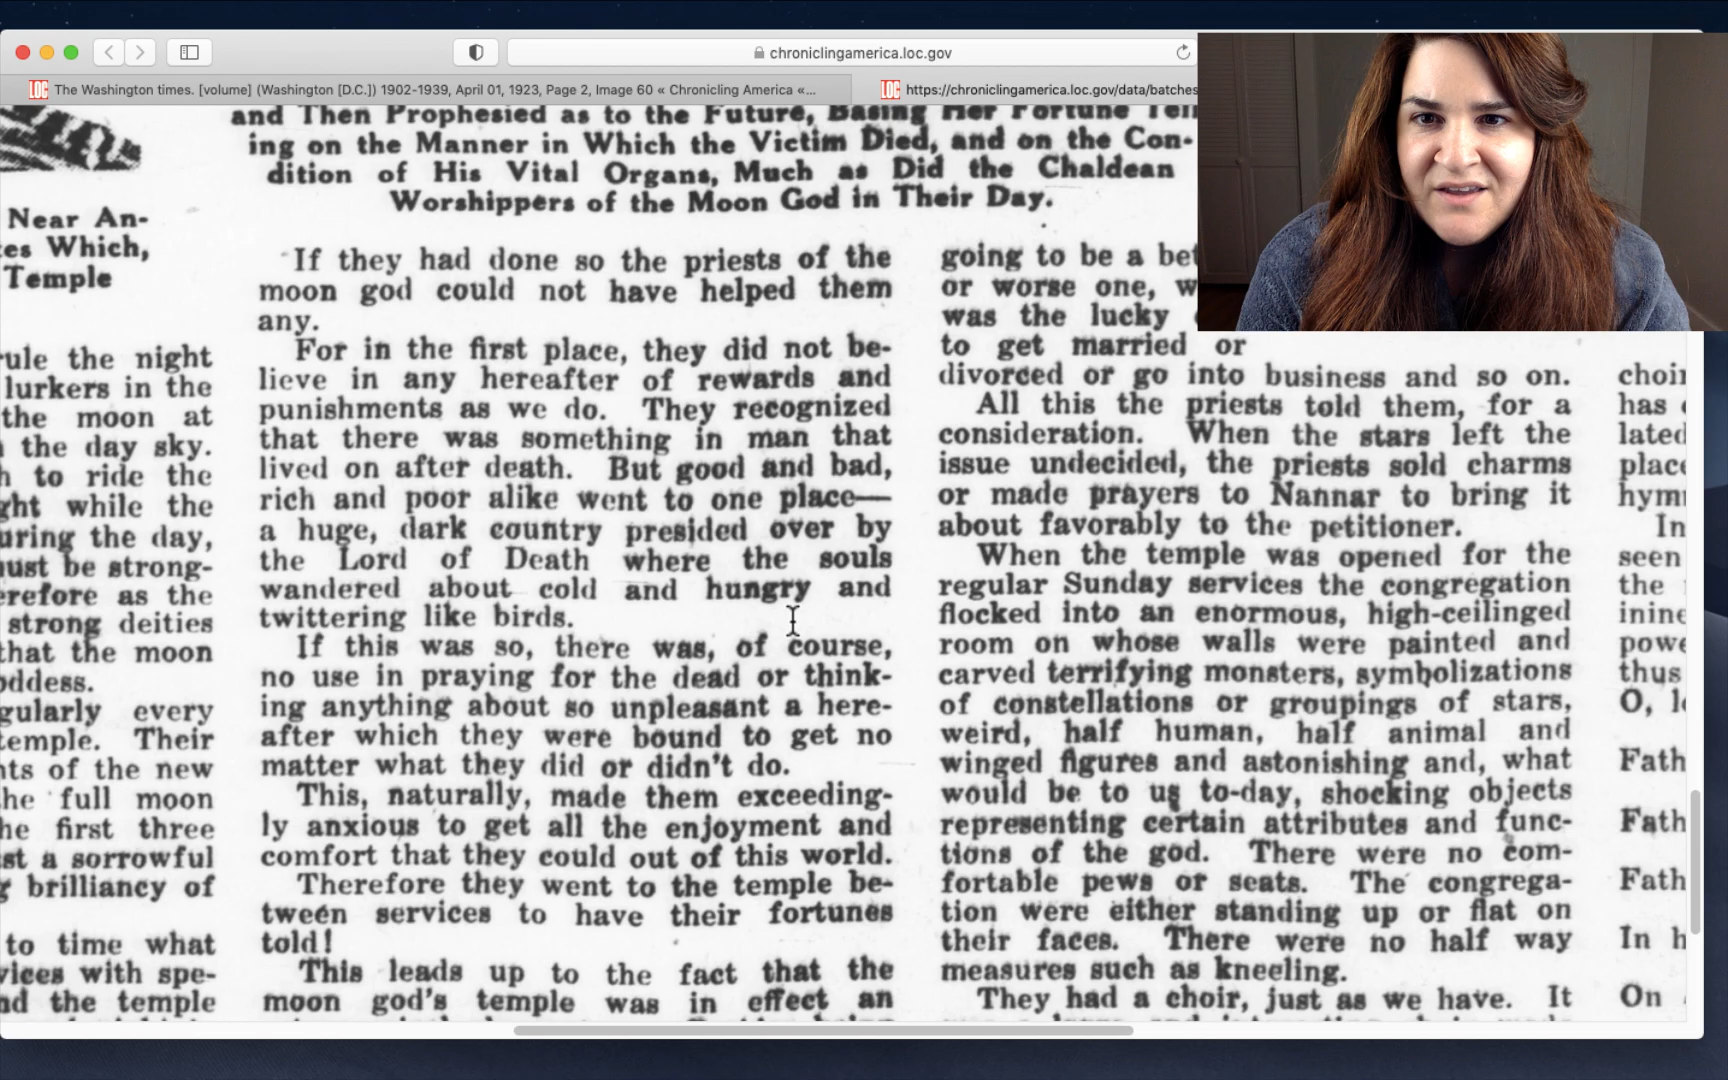 chroniclingamerica.loc.gov
LOC The Washington times. [volume] (Washington [D.C.]) 1902-1939, April 01, 1923, Page 2, Image 60 « Chronicling America «...
LOC https://chroniclingamerica.loc.gov/data/batches
and Then Prophesied as to the Future, Basing Her Fortune Tell
ing on the Manner in Which the Victim Died, and on the Con-
dition of His Vital Organs, Much as Did the Chaldean
Worshippers of the Moon God in Their Day.
Near An-
Which,
Temple
rule the night
lurkers in the
the moon at
the day sky.
to ride the
while the
the day,
be strong-
as the
strong deities
that the moon
every
Their
of the new
full moon
first three
a sorrowful
brilliancy of
to time what
with spe-
the temple
If they had done so the priests of the
moon god could not have helped them
any.
For in the first place, they did not be-
lieve in any hereafter of rewards and
punishments as we do. They recognized
that there was something in man that
lived on after death. But good and bad,
rich and poor alike went to one place—
a huge, dark country presided over by
the Lord of Death where the souls
wandered about cold and hungry and
twittering like birds.
If this was so, there was, of course,
no use in praying for the dead or think-
ing anything about so unpleasant a here-
after which they were bound to get no
matter what they did or didn't do.
This, naturally, made them exceeding-
ly anxious to get all the enjoyment and
comfort that they could out of this world.
Therefore they went to the temple be-
tween services to have their fortunes
told!
This leads up to the fact that the
moon god's temple was in effect an
going to be a bet
or worse one, w
was the lucky
to get married or
divorced or go into business and so on.
All this the priests told them, for a
consideration. When the stars left the
issue undecided, the priests sold charms
or made prayers to Nannar to bring it
about favorably to the petitioner.
When the temple was opened for the
regular Sunday services the congregation
flocked into an enormous, high-ceilinged
room on whose walls were painted and
carved terrifying monsters, symbolizations
of constellations or groupings of stars,
weird, half human, half animal and
winged figures and astonishing and, what
would be to us to-day, shocking objects
representing certain attributes and func-
tions of the god. There were no com-
fortable pews or seats. The congrega-
tion were either standing up or flat on
their faces. There were no half way
measures such as kneeling.
They had a choir, just as we have. It
choir
has
lated
place
hymn
In
seen
the
inine
powe
thus
O, l
Fath
Fath
Fath
In h
On